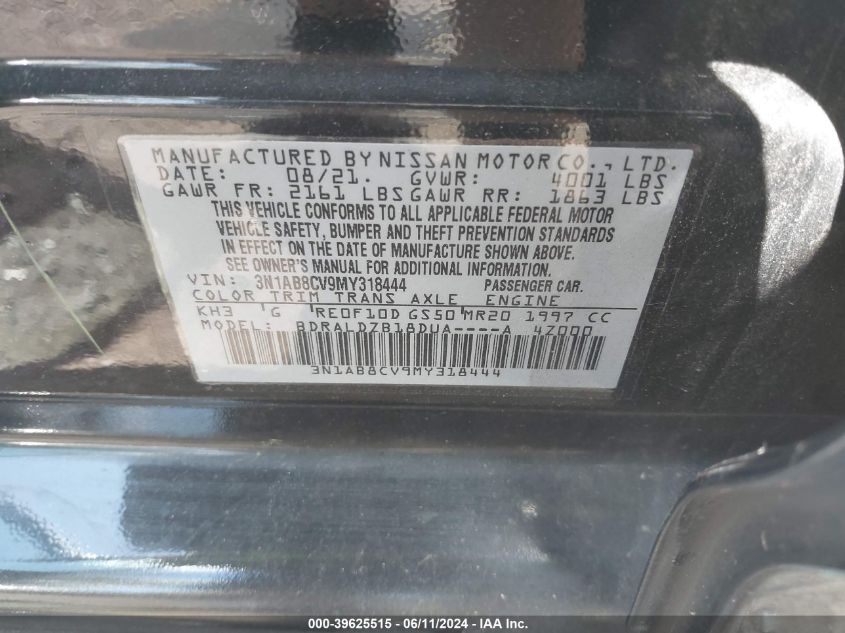 MANUFACTURED BY NISSAN MOTOR CO., LTD.
DATE: 08/21. GVWR: 4001 LBS
GAWR FR: 2161 LBS GAWR RR: 1863 LBS
THIS VEHICLE CONFORMS TO ALL APPLICABLE FEDERAL MOTOR
VEHICLE SAFETY, BUMPER AND THEFT PREVENTION STANDARDS
IN EFFECT ON THE DATE OF MANUFACTURE SHOWN ABOVE.
SEE OWNER'S MANUAL FOR ADDITIONAL INFORMATION.
VIN: 3N1AB8CV9MY318444 PASSENGER CAR.
COLOR TRIM TRANS AXLE ENGINE
KH3 G RE0F10D GS50 MR20 1997 CC
MODEL: BDRALDZB18DUA----A 4Z000
3N1AB8CV9MY318444
000-39625515 - 06/11/2024 - IAA Inc.